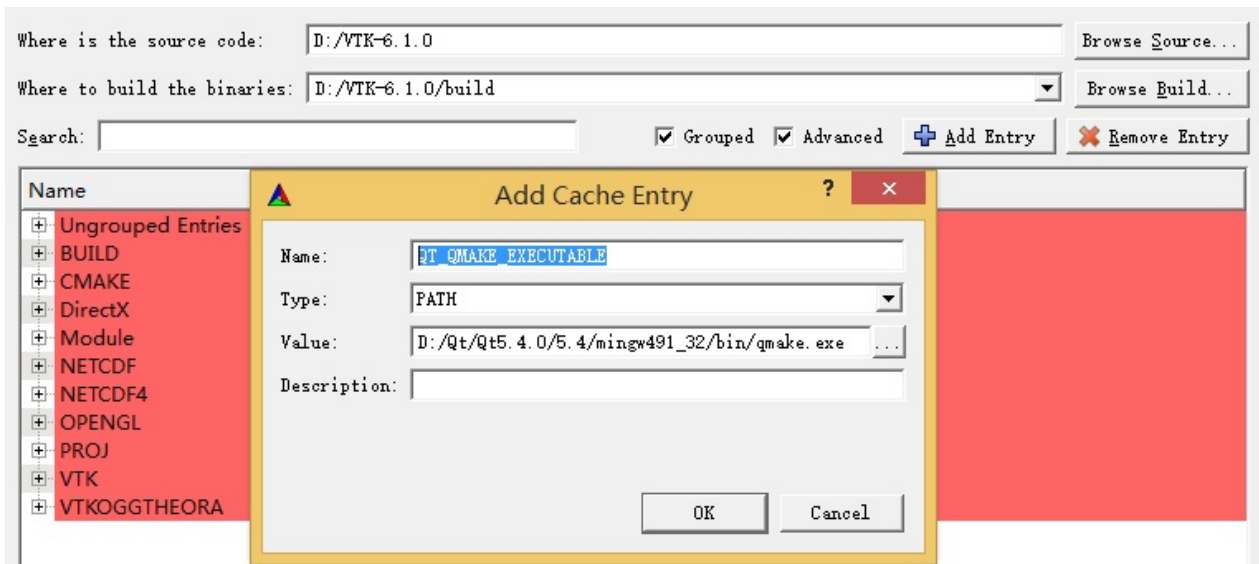 Where is the source code: D:/VTK-6.1.0 Browse Source...
Where to build the binaries: D:/VTK-6.1.0/build Browse Build...
Search: Grouped Advanced Add Entry Remove Entry
Name
Add Cache Entry ? ×
Ungrouped Entries
BUILD
CMAKE
DirectX
Module
NETCDF
NETCDF4
OPENGL
PROJ
VTK
VTKOGGTHEORA
Name: QT_QMAKE_EXECUTABLE
Type: PATH
Value: D:/Qt/Qt5.4.0/5.4/mingw491_32/bin/qmake.exe ...
Description:
OK Cancel